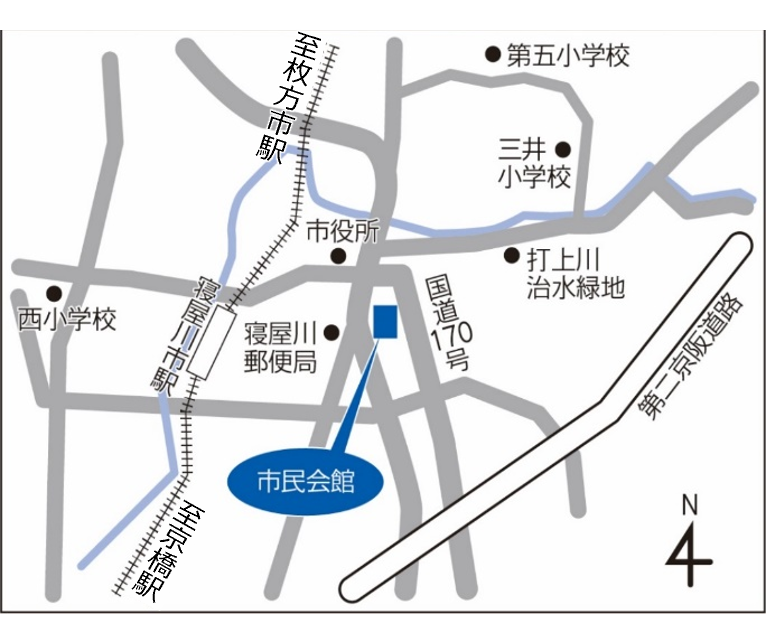 至枚方市駅
第五小学校
三井
小学校
市役所
打上川
治水緑地
西小学校
寝屋川市駅
寝屋川
郵便局
国道170号
第二京阪道路
市民会館
至京橋駅
N